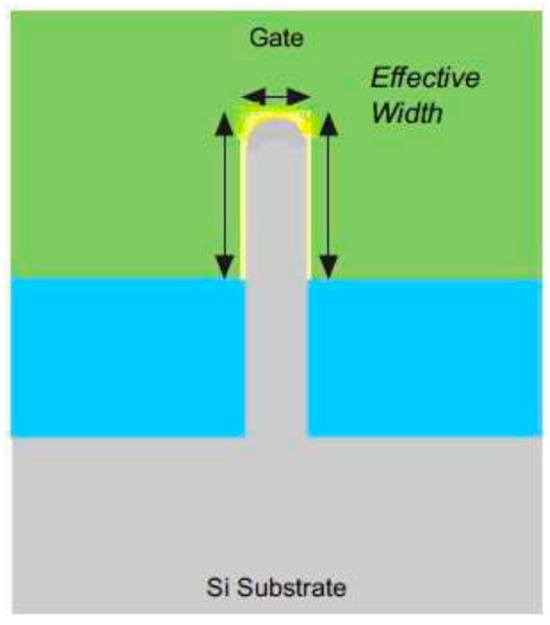 Gate
Effective
Width
Si Substrate